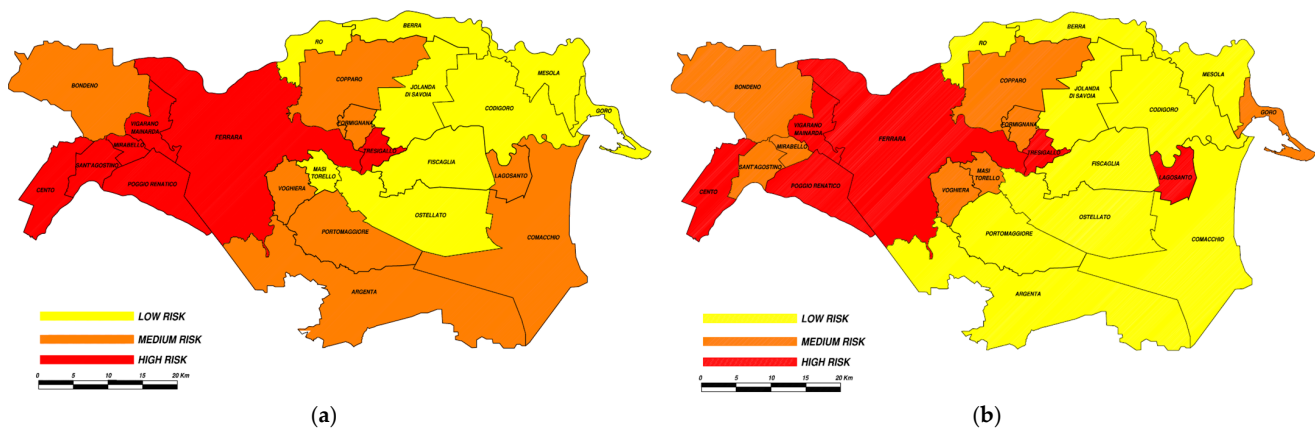 BERRA
RO
MESOLA
COPPARO
BONDENO
JOLANDA
DI SAVOIA
CODIGORO
GORO
VIGARANO
MAINARDA
FORMIGNANA
FERRARA
MIRABELLO
TRESIGALLO
SANT'AGOSTINO
FISCAGLIA
MASI
TORELLO
LAGOSANTO
CENTO
POGGIO RENATICO
VOGHIERA
OSTELLATO
PORTOMAGGIORE
COMACCHIO
ARGENTA
LOW RISK
MEDIUM RISK
HIGH RISK
0 5 10 15 20 Km
(a)
BERRA
RO
MESOLA
COPPARO
BONDENO
JOLANDA
DI SAVOIA
CODIGORO
GORO
VIGARANO
MAINARDA
FORMIGNANA
FERRARA
MIRABELLO
TRESIGALLO
SANT'AGOSTINO
FISCAGLIA
MASI
TORELLO
LAGOSANTO
CENTO
POGGIO RENATICO
VOGHIERA
OSTELLATO
PORTOMAGGIORE
COMACCHIO
ARGENTA
LOW RISK
MEDIUM RISK
HIGH RISK
0 5 10 15 20 Km
(b)